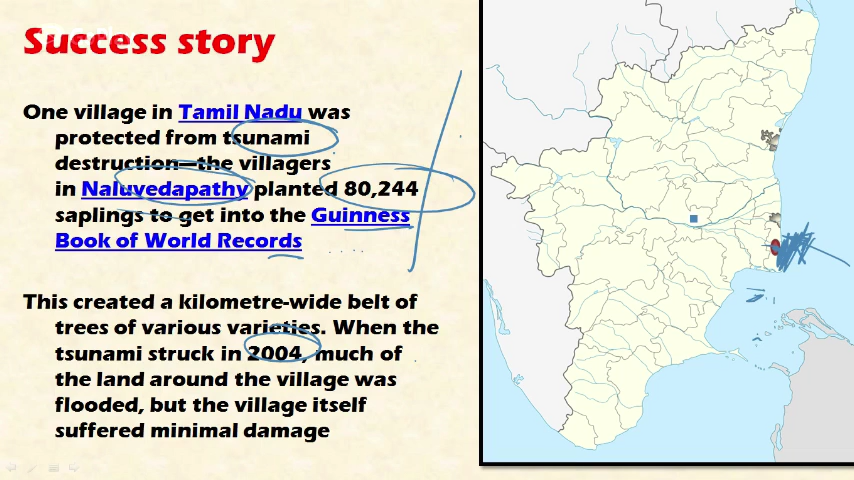 Success story
One village in Tamil Nadu was
protected from tsunami
destruction—the villagers
in Naluvedapathy planted 80,244
saplings to get into the Guinness
Book of World Records
This created a kilometre-wide belt of
trees of various varieties. When the
tsunami struck in 2004, much of
the land around the village was
flooded, but the village itself
suffered minimal damage